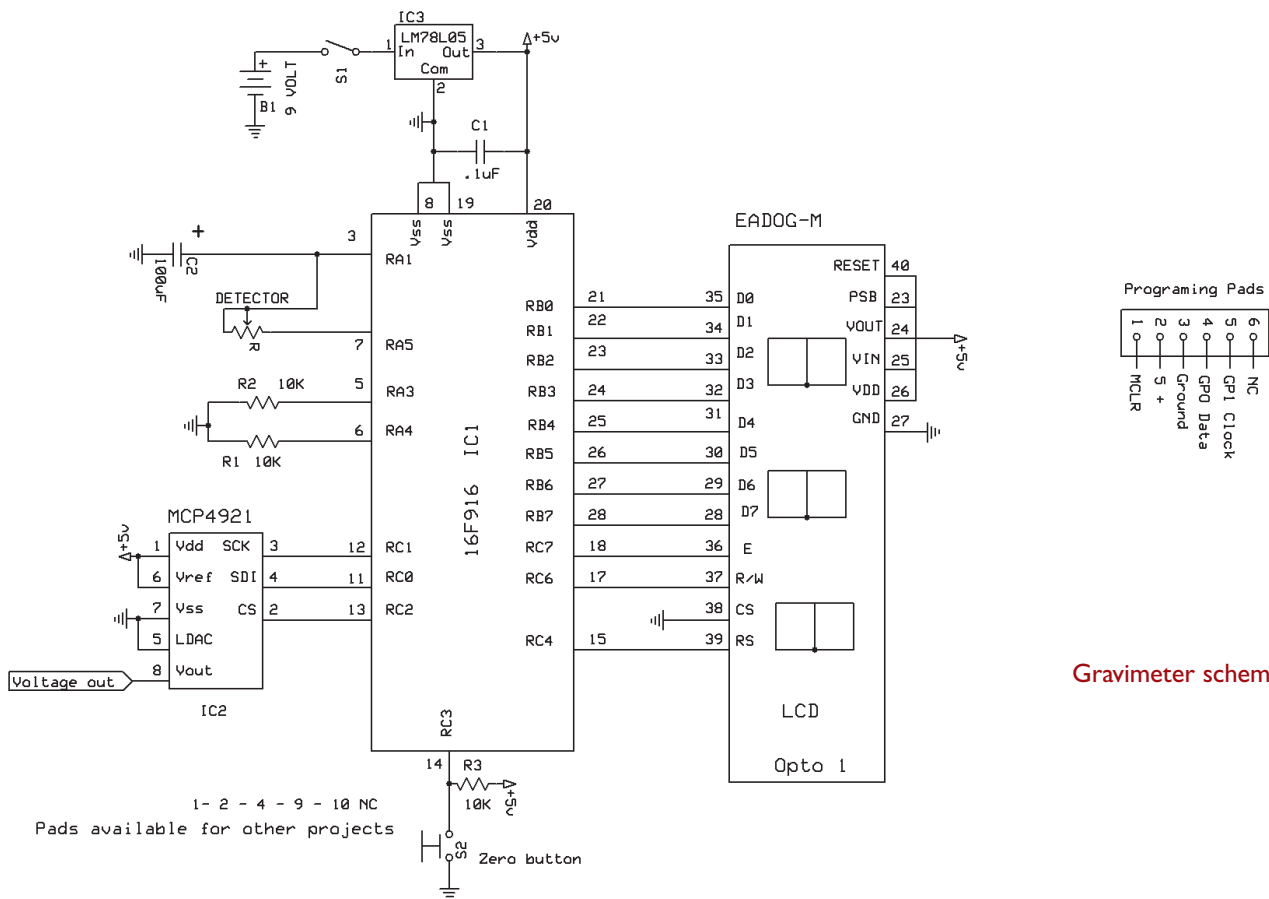 IC3
LM78L05
1 In Out 3
Com
2
+5v
S1
+
B1
9 VOLT
C1
.1uF
8 19 20
Vss Vss Vdd
+
C2
100uF
3 RA1
DETECTOR
R
7 RA5
R2 10K
5 RA3
6 RA4
R1 10K
IC1
16F916
MCP4921
+5v
1 Vdd SCK 3 12 RC1
6 Vref SDI 4 11 RC0
7 Vss CS 2 13 RC2
5 LDAC
8 Vout
Voltage out
IC2
RC3
14
R3
10K
+5v
S2
Zero button
1- 2 - 4 - 9 - 10 NC
Pads available for other projects
EADOG-M
RB0 21 35 D0
RB1 22 34 D1
RB2 23 33 D2
RB3 24 32 D3
RB4 25 31 D4
RB5 26 30 D5
RB6 27 29 D6
RB7 28 28 D7
RC7 18 36 E
RC6 17 37 R/W
38 CS
RC4 15 39 RS
RESET 40
PSB 23
VOUT 24
VIN 25
VDD 26
GND 27
+5v
LCD
Opto 1
Programing Pads
1 2 3 4 5 6
MCLR
5 +
Ground
GP0 Data
GP1 Clock
NC
Gravimeter schem